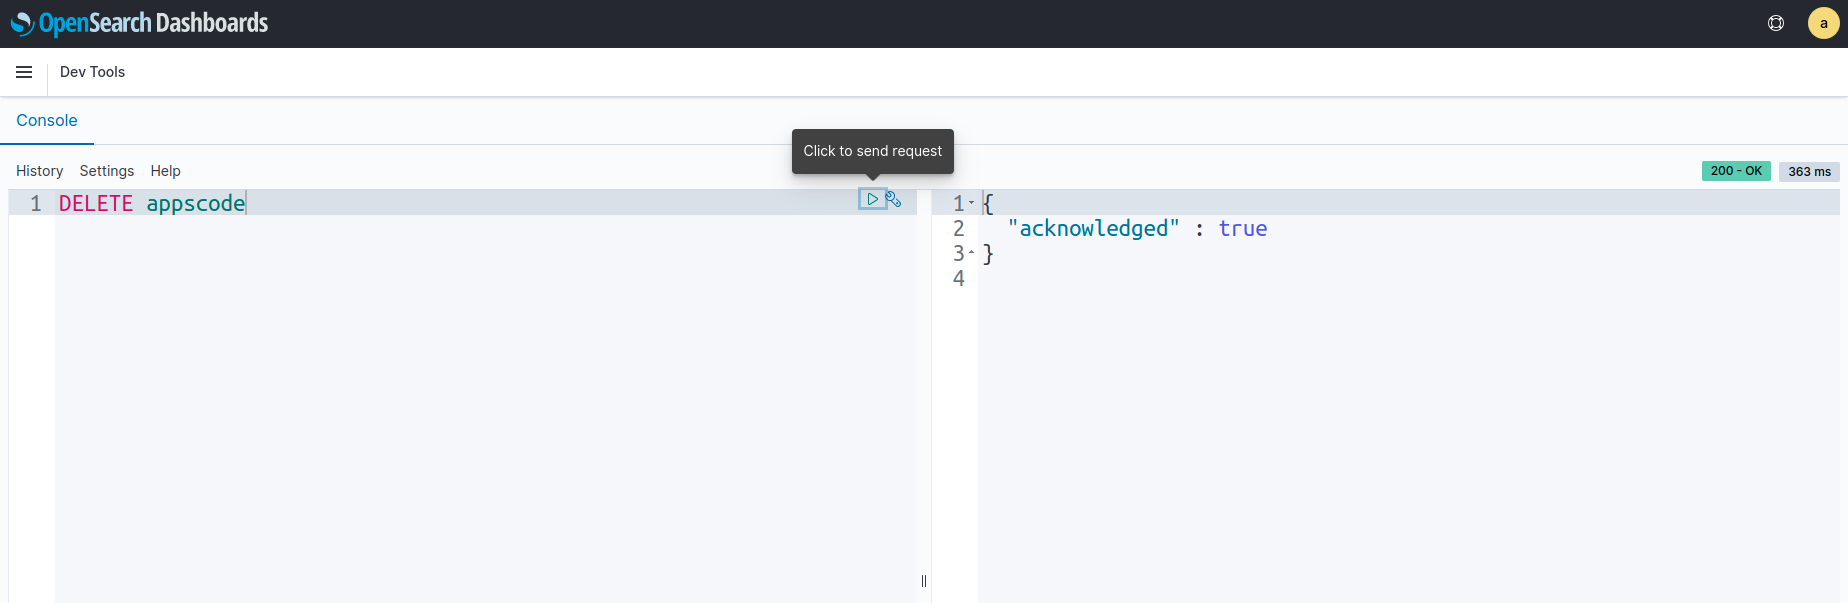 OpenSearch Dashboards
a
Dev Tools
Console
Click to send request
History Settings Help
200 - OK 363 ms
1 DELETE appscode
1 {
2 "acknowledged" : true
3 }
4